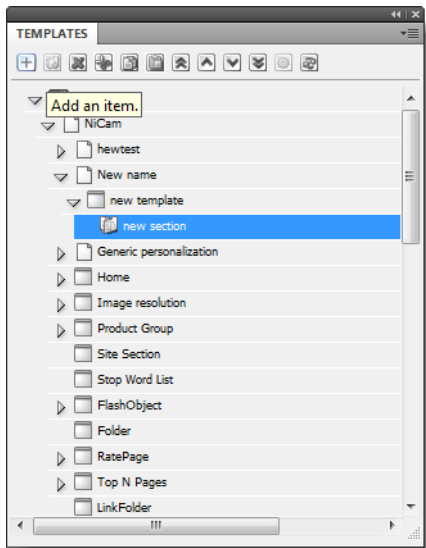 TEMPLATES
Add an item.
NiCam
hewtest
New name
new template
new section
Generic personalization
Home
Image resolution
Product Group
Site Section
Stop Word List
FlashObject
Folder
RatePage
Top N Pages
LinkFolder